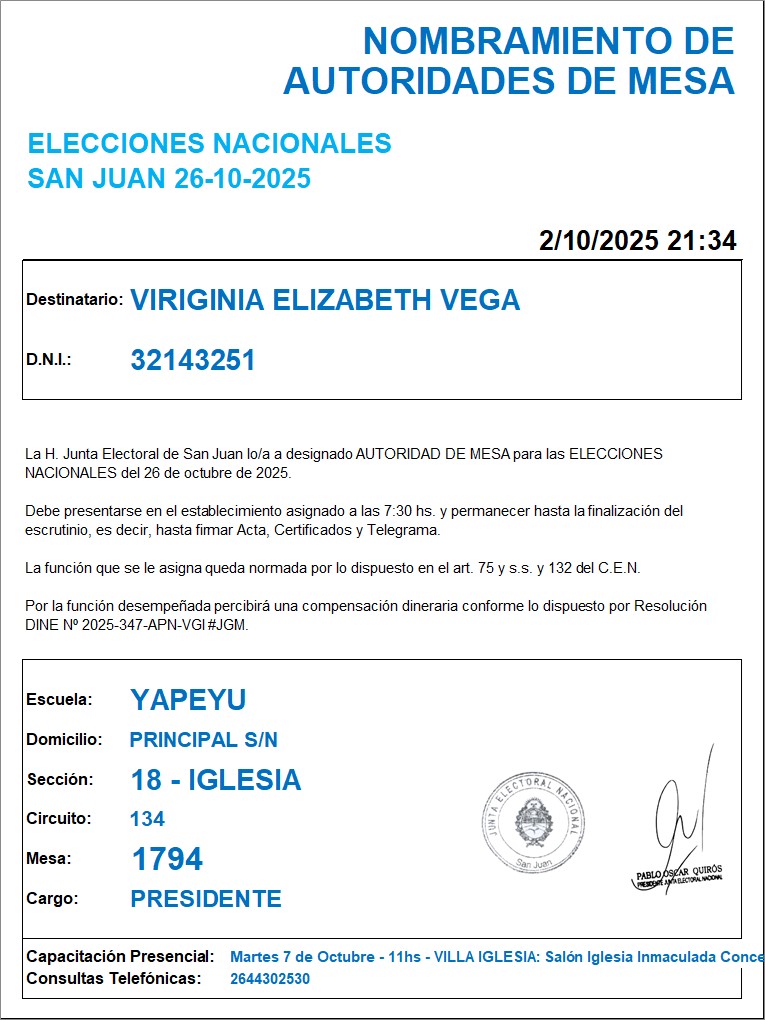 NOMBRAMIENTO DE
AUTORIDADES DE MESA
ELECCIONES NACIONALES
SAN JUAN 26-10-2025
2/10/2025 21:34
Destinatario: VIRIGINIA ELIZABETH VEGA
D.N.I.: 32143251
La H. Junta Electoral de San Juan lo/a a designado AUTORIDAD DE MESA para las ELECCIONES
NACIONALES del 26 de octubre de 2025.
Debe presentarse en el establecimiento asignado a las 7:30 hs. y permanecer hasta la finalización del
escrutinio, es decir, hasta firmar Acta, Certificados y Telegrama.
La función que se le asigna queda normada por lo dispuesto en el art. 75 y s.s. y 132 del C.E.N.
Por la función desempeñada percibirá una compensación dineraria conforme lo dispuesto por Resolución
DINE Nº 2025-347-APN-VGI#JGM.
Escuela: YAPEYU
Domicilio: PRINCIPAL S/N
Sección: 18 - IGLESIA
Circuito: 134
Mesa: 1794
Cargo: PRESIDENTE
JUNTA ELECTORAL NACIONAL
San Juan
PABLO OSCAR QUIRÓS
PRESIDENTE JUNTA ELECTORAL NACIONAL
Capacitación Presencial: Martes 7 de Octubre - 11hs - VILLA IGLESIA: Salón Iglesia Inmaculada Conce
Consultas Telefónicas: 2644302530